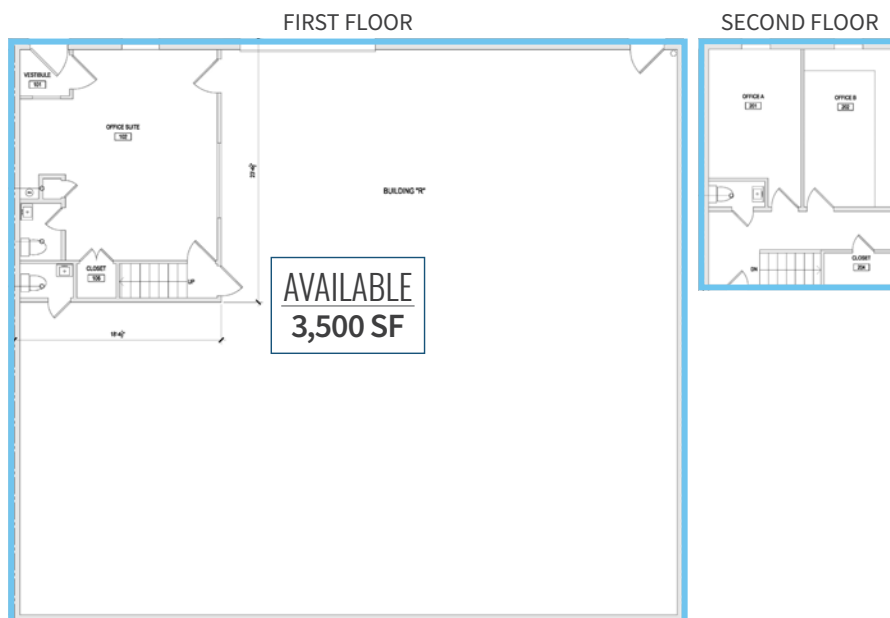 FIRST FLOOR
SECOND FLOOR
VESTIBULE
101
OFFICE SUITE
102
OFFICE A
201
OFFICE B
202
BUILDING "R"
CLOSET
UP
DN
CLOSET
204
AVAILABLE
3,500 SF